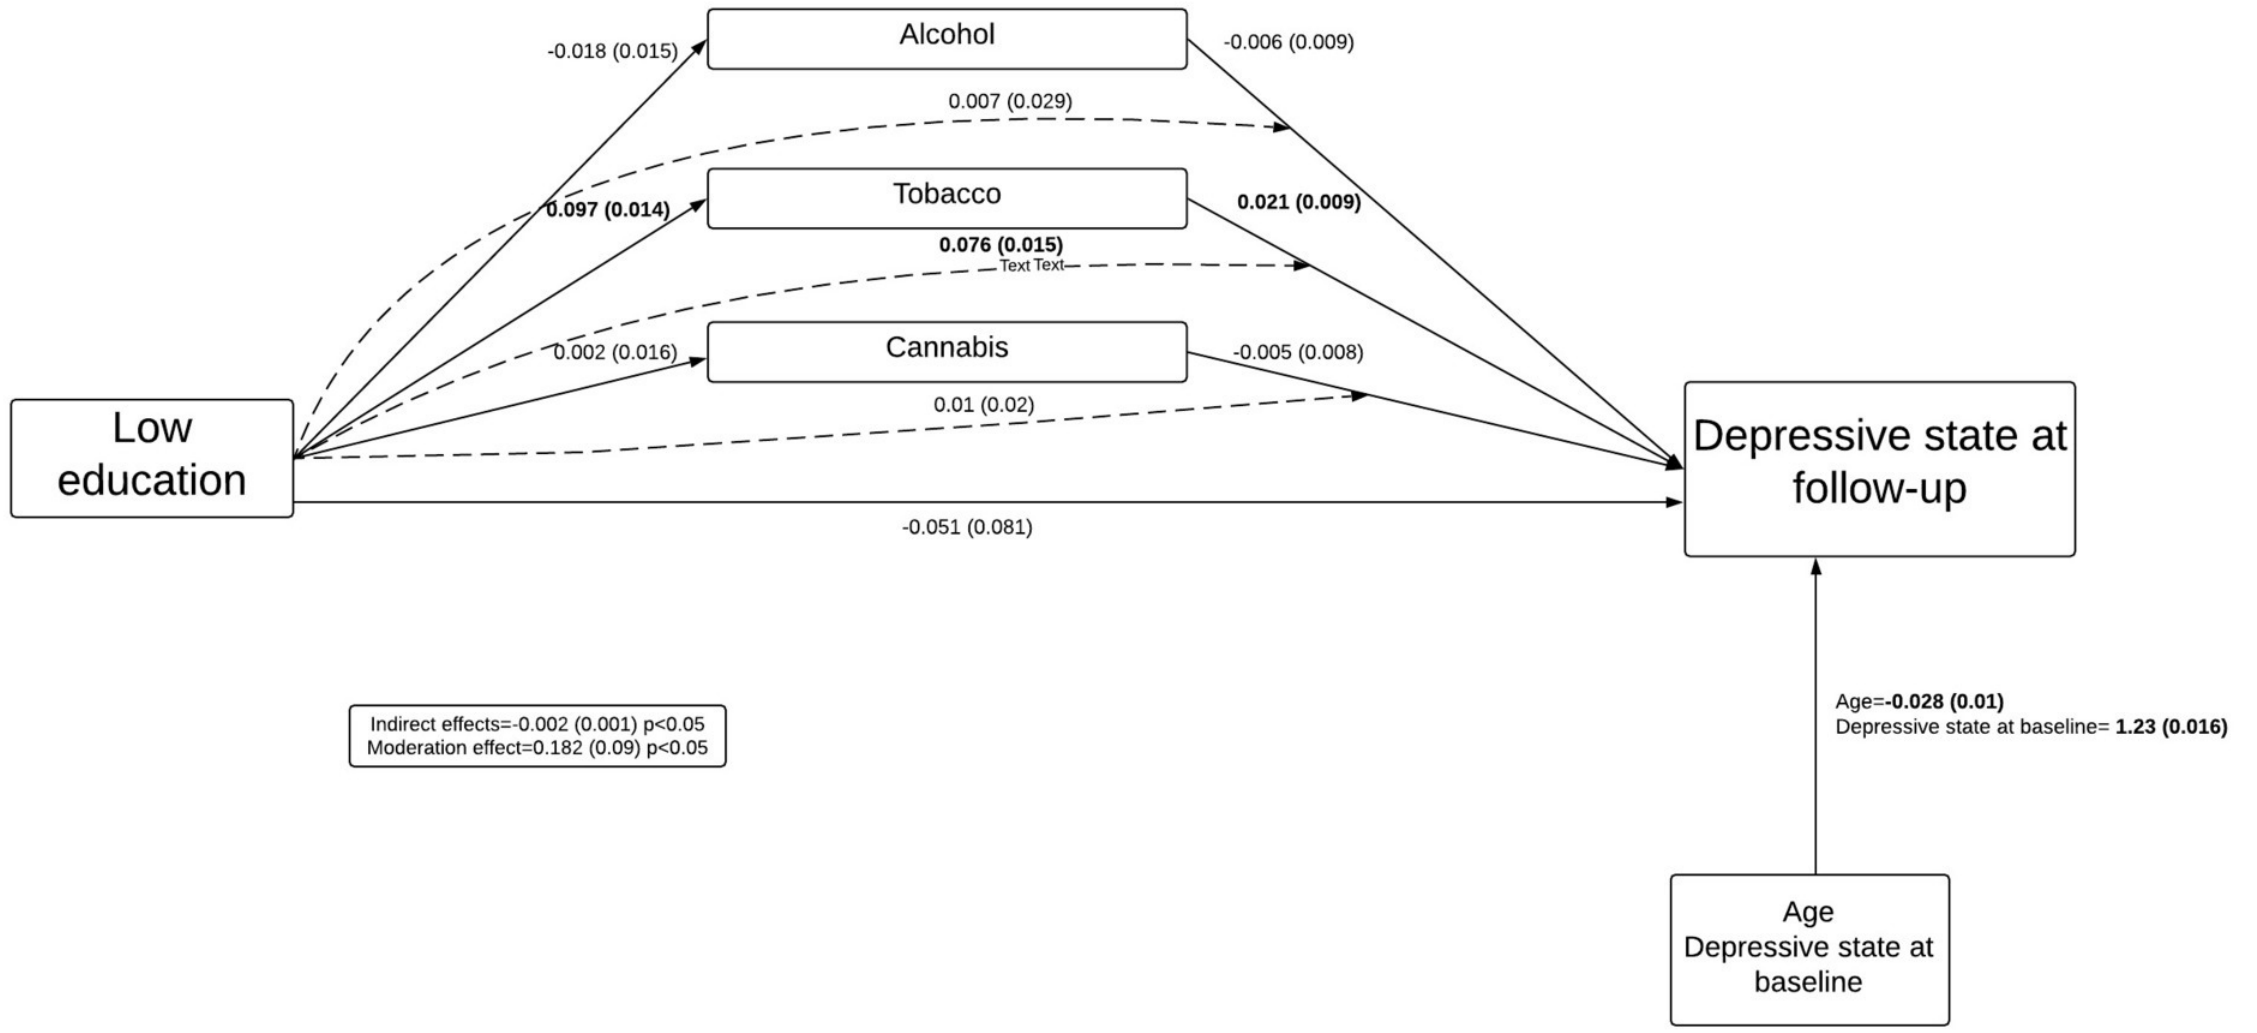 Alcohol
-0.018 (0.015)
-0.006 (0.009)
0.007 (0.029)
Tobacco
0.097 (0.014)
0.021 (0.009)
0.076 (0.015)
Text Text
Cannabis
0.002 (0.016)
-0.005 (0.008)
0.01 (0.02)
Low
education
Depressive state at
follow-up
-0.051 (0.081)
Indirect effects=-0.002 (0.001) p<0.05
Moderation effect=0.182 (0.09) p<0.05
Age=-0.028 (0.01)
Depressive state at baseline= 1.23 (0.016)
Age
Depressive state at
baseline